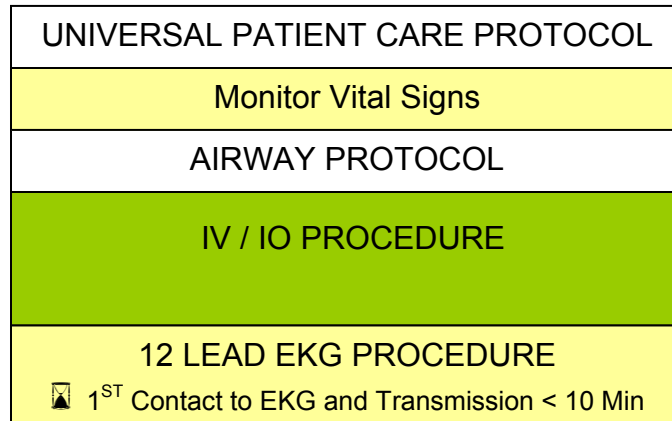 UNIVERSAL PATIENT CARE PROTOCOL
Monitor Vital Signs
AIRWAY PROTOCOL
IV / IO PROCEDURE
12 LEAD EKG PROCEDURE
⌛ 1ST Contact to EKG and Transmission < 10 Min